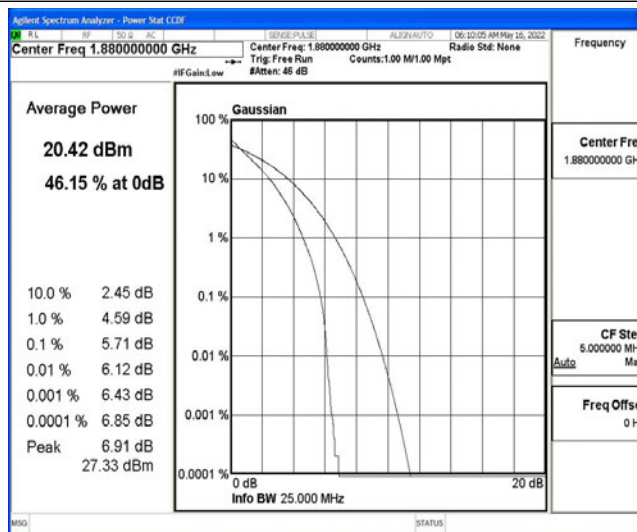 Agilent Spectrum Analyzer - Power Stat CCDF
RL RF 50 Ω AC SENSE:PULSE ALIGNAUTO 06:10:05 AM May 16, 2022
Center Freq 1.880000000 GHz
Center Freq: 1.880000000 GHz Radio Std: None
Trig: Free Run Counts:1.00 M/1.00 Mpt
#IFGain:Low #Atten: 46 dB
Frequency
Average Power
20.42 dBm
46.15 % at 0dB
10.0 % 2.45 dB
1.0 % 4.59 dB
0.1 % 5.71 dB
0.01 % 6.12 dB
0.001 % 6.43 dB
0.0001 % 6.85 dB
Peak 6.91 dB
27.33 dBm
Gaussian
100 %
10 %
1 %
0.1 %
0.01 %
0.001 %
0.0001 %
0 dB 20 dB
Info BW 25.000 MHz
Center Fre
1.880000000 GH
CF Ste
5.000000 MH
Auto Ma
Freq Offse
0 H
MSG STATUS